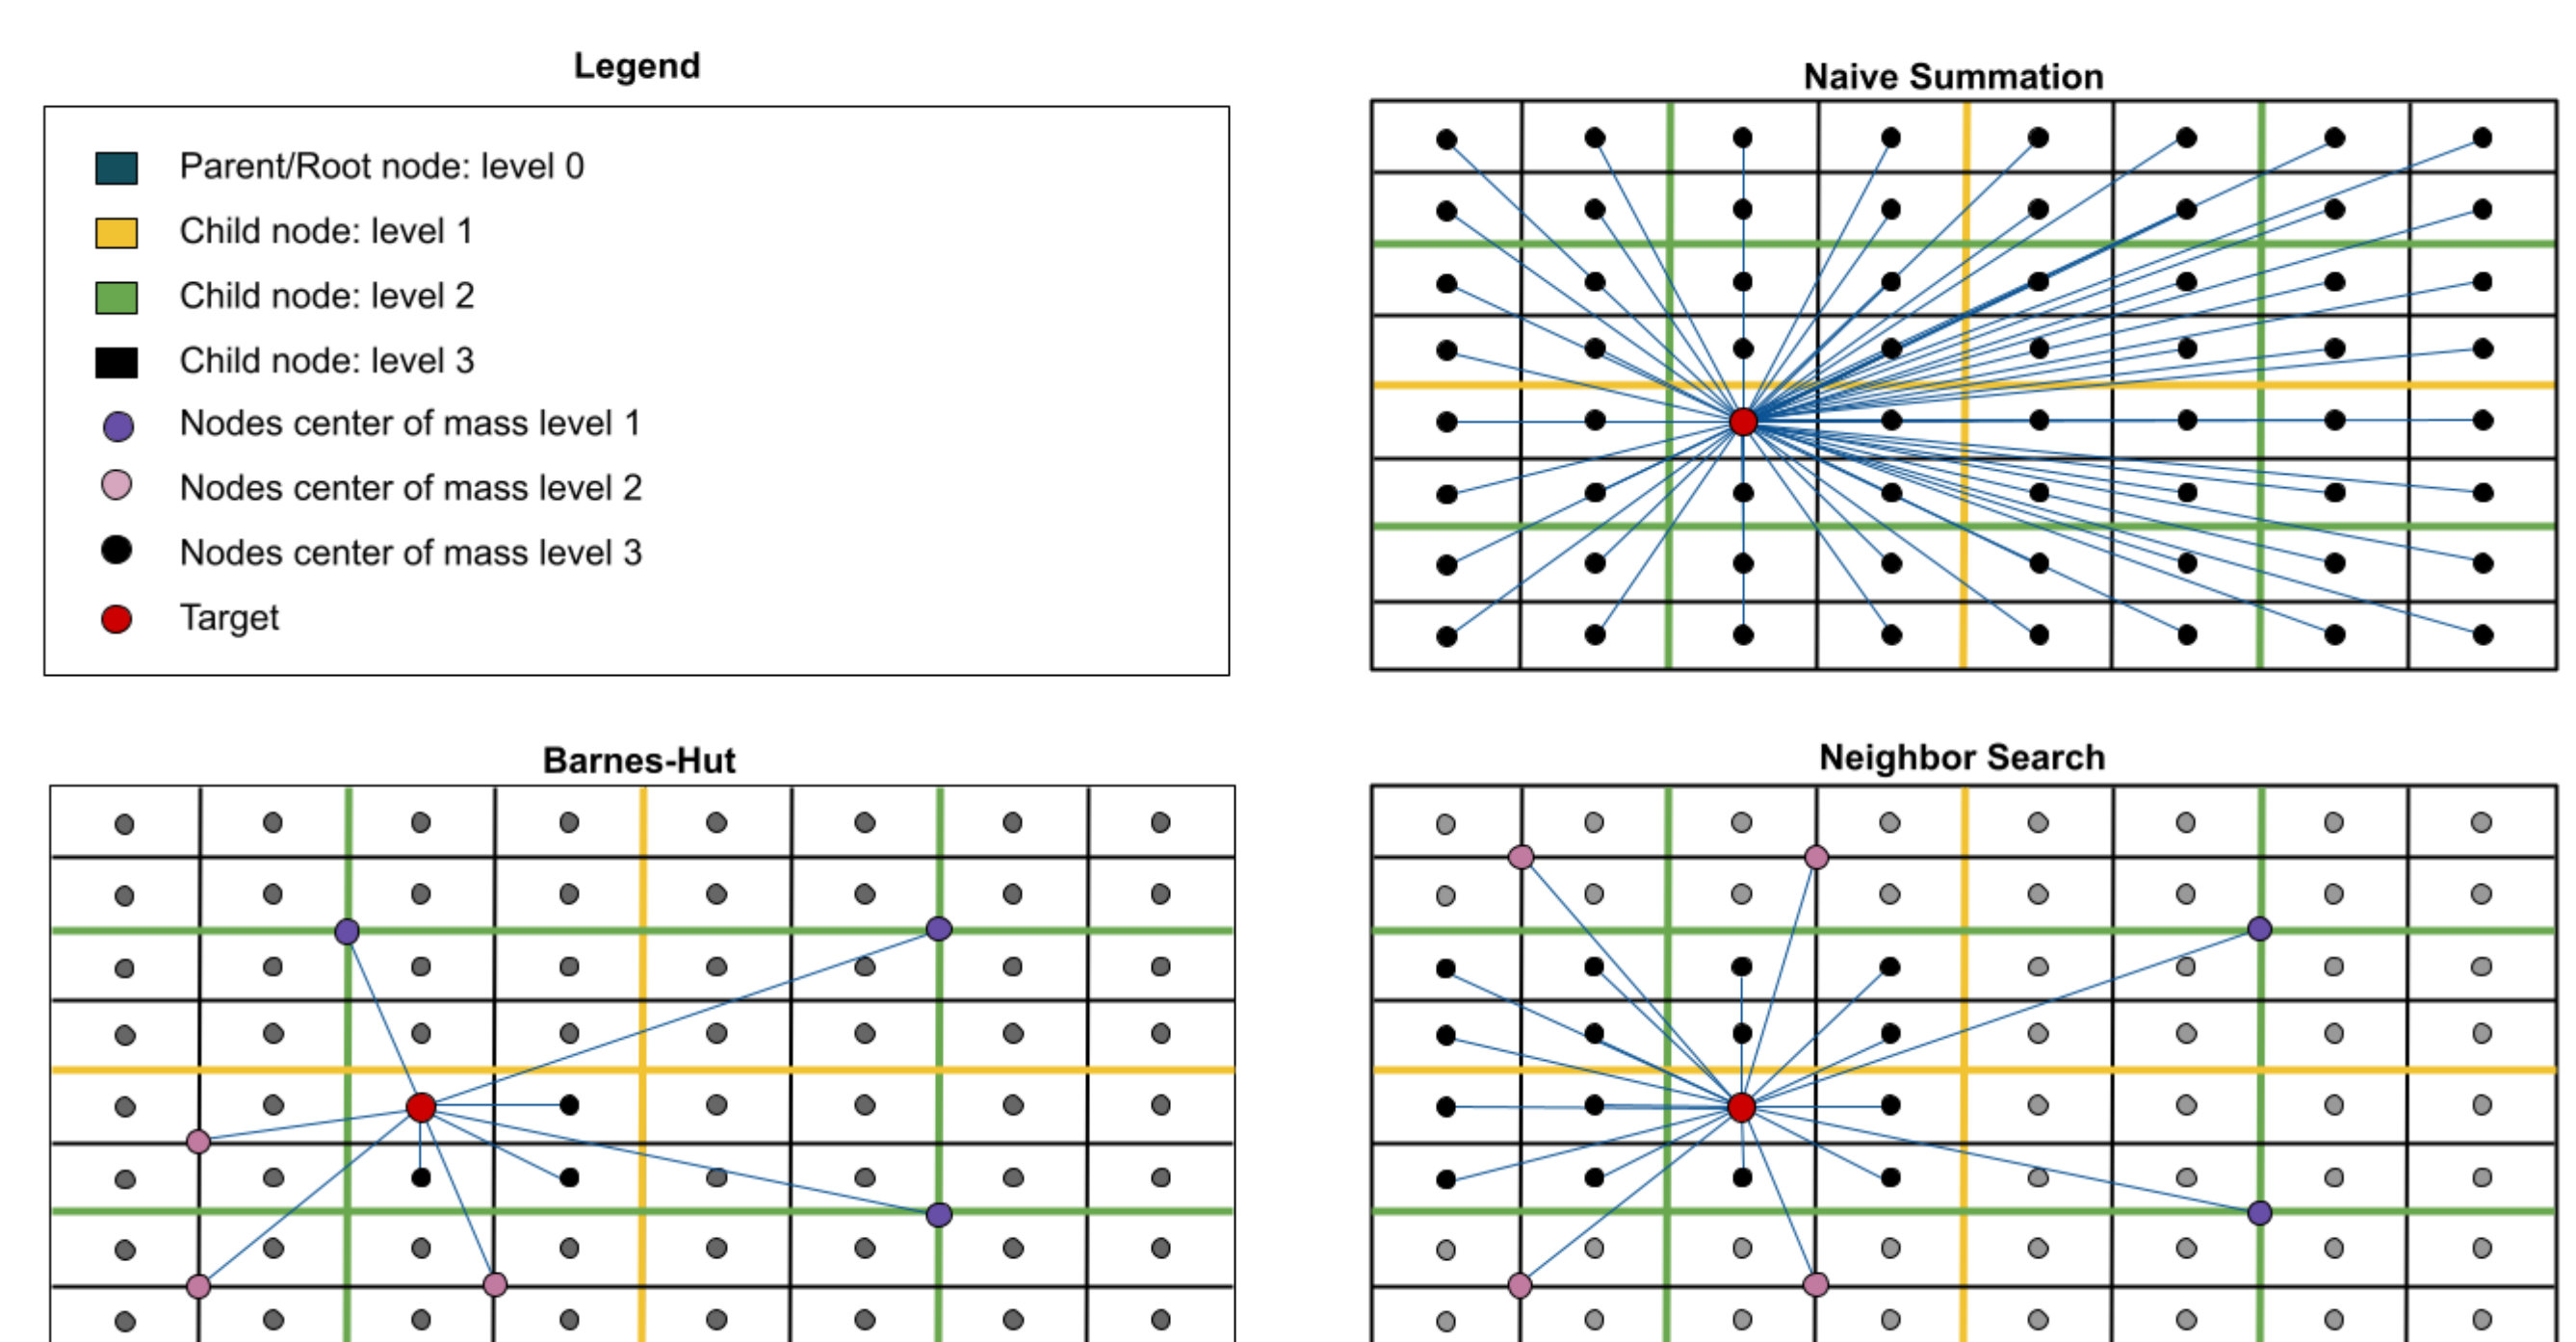 Legend
Parent/Root node: level 0
Child node: level 1
Child node: level 2
Child node: level 3
Nodes center of mass level 1
Nodes center of mass level 2
Nodes center of mass level 3
Target
Naive Summation
Barnes-Hut
Neighbor Search